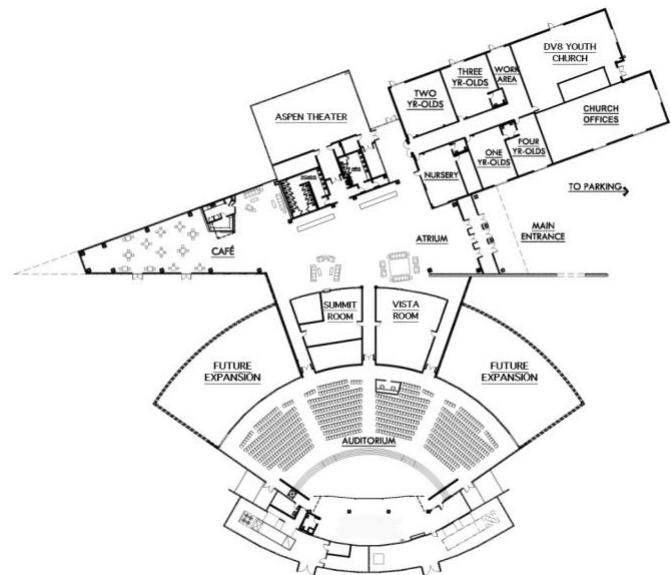 DV8 YOUTH
CHURCH
THREE
YR-OLDS
WORK
AREA
TWO
YR-OLDS
ASPEN THEATER
CHURCH
OFFICES
FOUR
YR-OLDS
ONE
YR-OLDS
NURSERY
TO PARKING
MAIN
ENTRANCE
ATRIUM
CAFÉ
SUMMIT
ROOM
VISTA
ROOM
FUTURE
EXPANSION
FUTURE
EXPANSION
AUDITORIUM